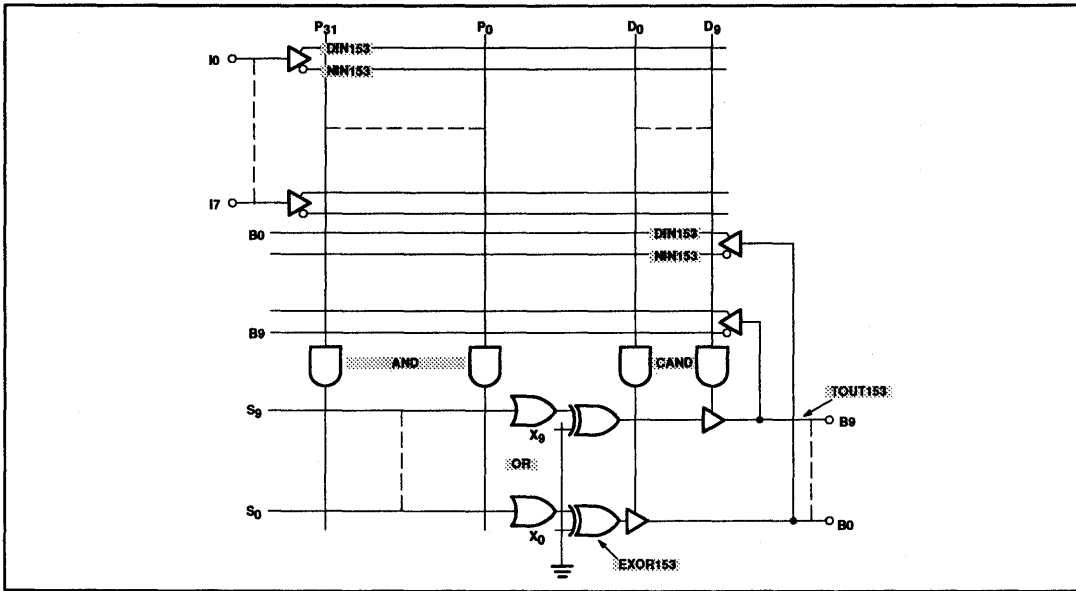 P31 P0 D0 D9
I0
DIN153
NIN153
I7
B0
DIN153
NIN153
B9
AND
CAND
TOUT153
S9
X9
B9
OR
S0
X0
B0
EXOR153